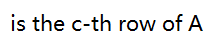 is the c-th row of A